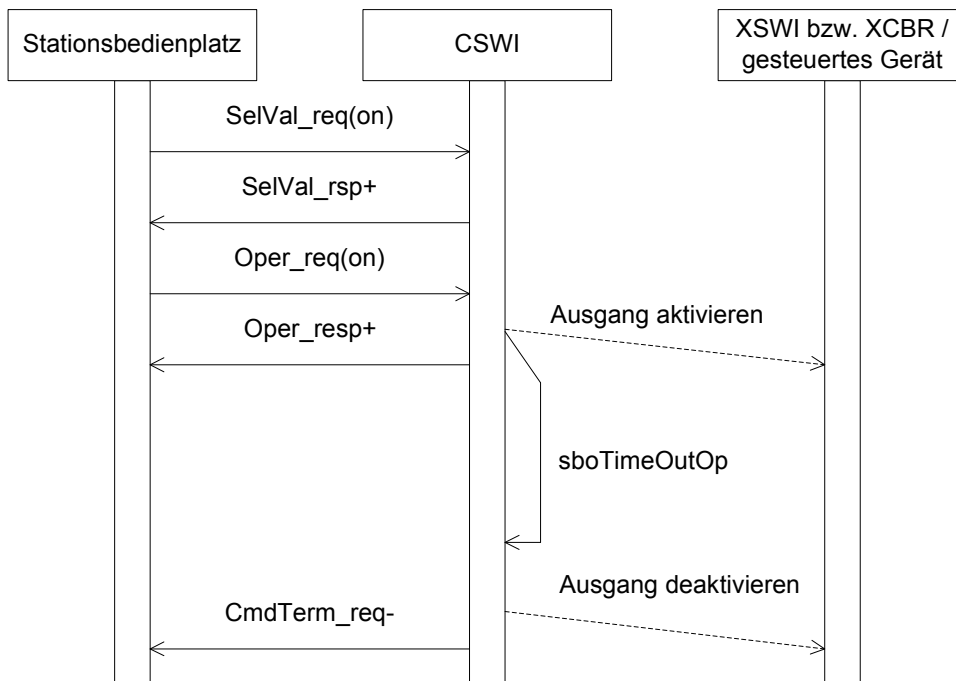 Stationsbedienplatz
CSWI
XSWI bzw. XCBR /
gesteuertes Gerät
SelVal_req(on)
SelVal_rsp+
Oper_req(on)
Ausgang aktivieren
Oper_resp+
sboTimeOutOp
Ausgang deaktivieren
CmdTerm_req-